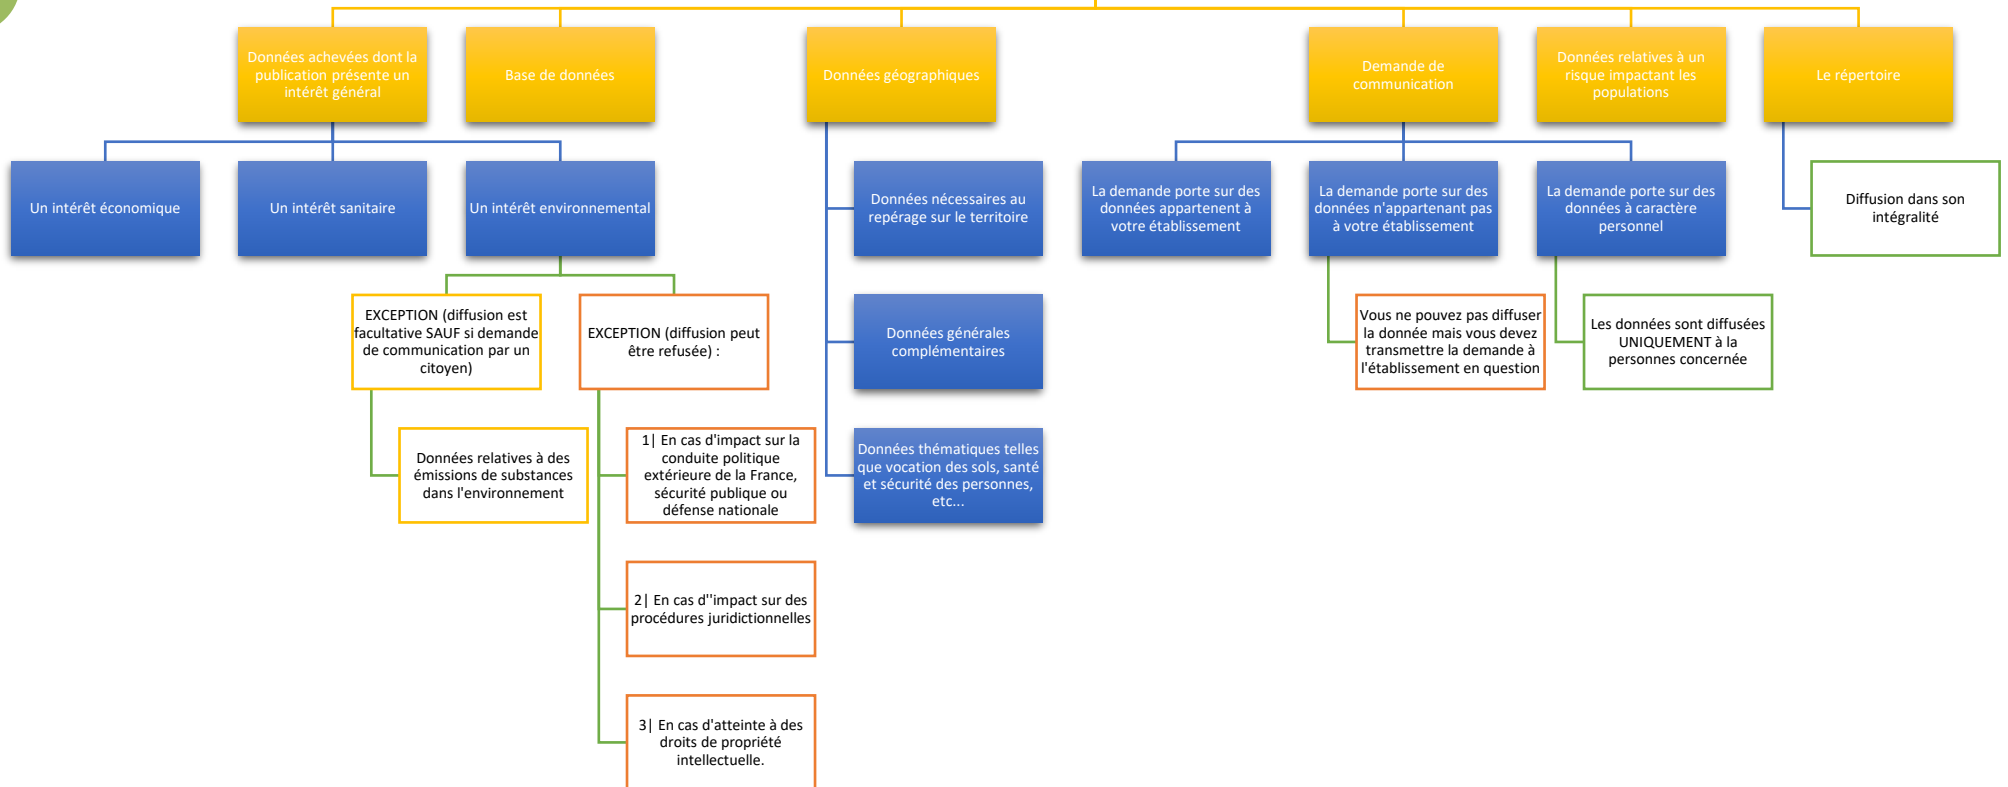 Données achevées dont la
publication présente un
intérêt général
Base de données
Données géographiques
Demande de
communication
Données relatives à un
risque impactant les
populations
Le répertoire
Un intérêt économique
Un intérêt sanitaire
Un intérêt environnemental
Données nécessaires au
repérage sur le territoire
La demande porte sur des
données appartenent à
votre établissement
La demande porte sur des
données n'appartenant pas
à votre établissement
La demande porte sur des
données à caractère
personnel
Diffusion dans son
intégralité
EXCEPTION (diffusion est
facultative SAUF si demande
de communication par un
citoyen)
EXCEPTION (diffusion peut
être refusée) :
Données générales
complémentaires
Vous ne pouvez pas diffuser
la donnée mais vous devez
transmettre la demande à
l'établissement en question
Les données sont diffusées
UNIQUEMENT à la
personnes concernée
Données relatives à des
émissions de substances
dans l'environnement
1| En cas d'impact sur la
conduite politique
extérieure de la France,
sécurité publique ou
défense nationale
Données thématiques telles
que vocation des sols, santé
et sécurité des personnes,
etc...
2| En cas d''impact sur des
procédures juridictionnelles
3| En cas d'atteinte à des
droits de propriété
intellectuelle.